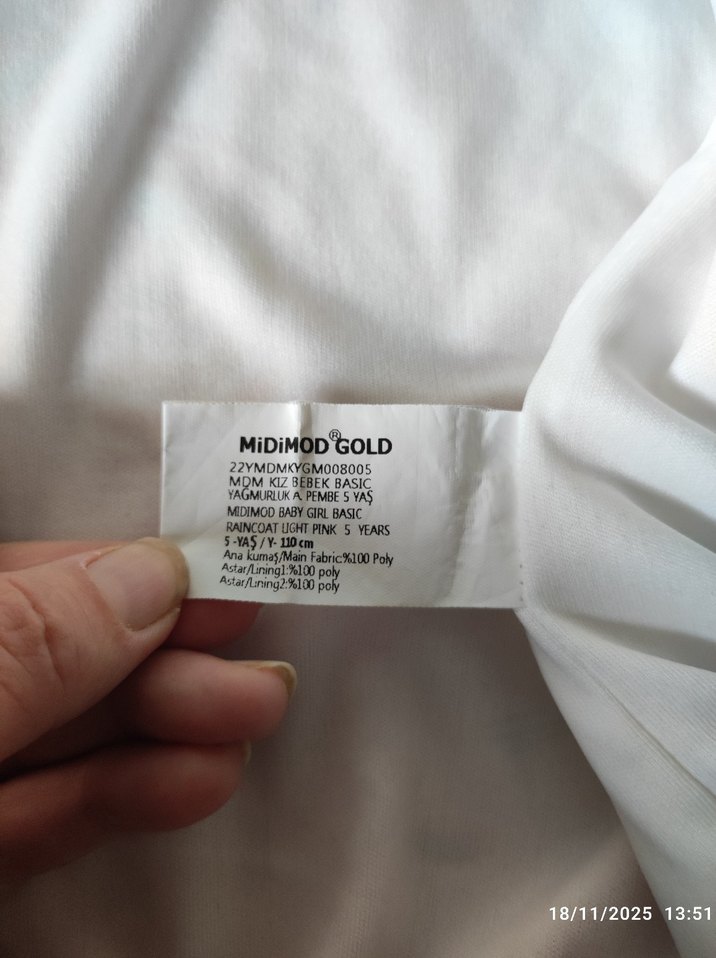 MiDiMOD® GOLD
22YMDMKYGM008005
MDM KIZ BEBEK BASIC
YAĞMURLUK A. PEMBE 5 YAŞ
MIDIMOD BABY GIRL BASIC
RAINCOAT LIGHT PINK 5 YEARS
5 -YAŞ / Y- 110 cm
Ana kumaş/Main Fabric:%100 Poly
Astar/Lining1:%100 poly
Astar/Lining2:%100 poly
18/11/2025 13:51